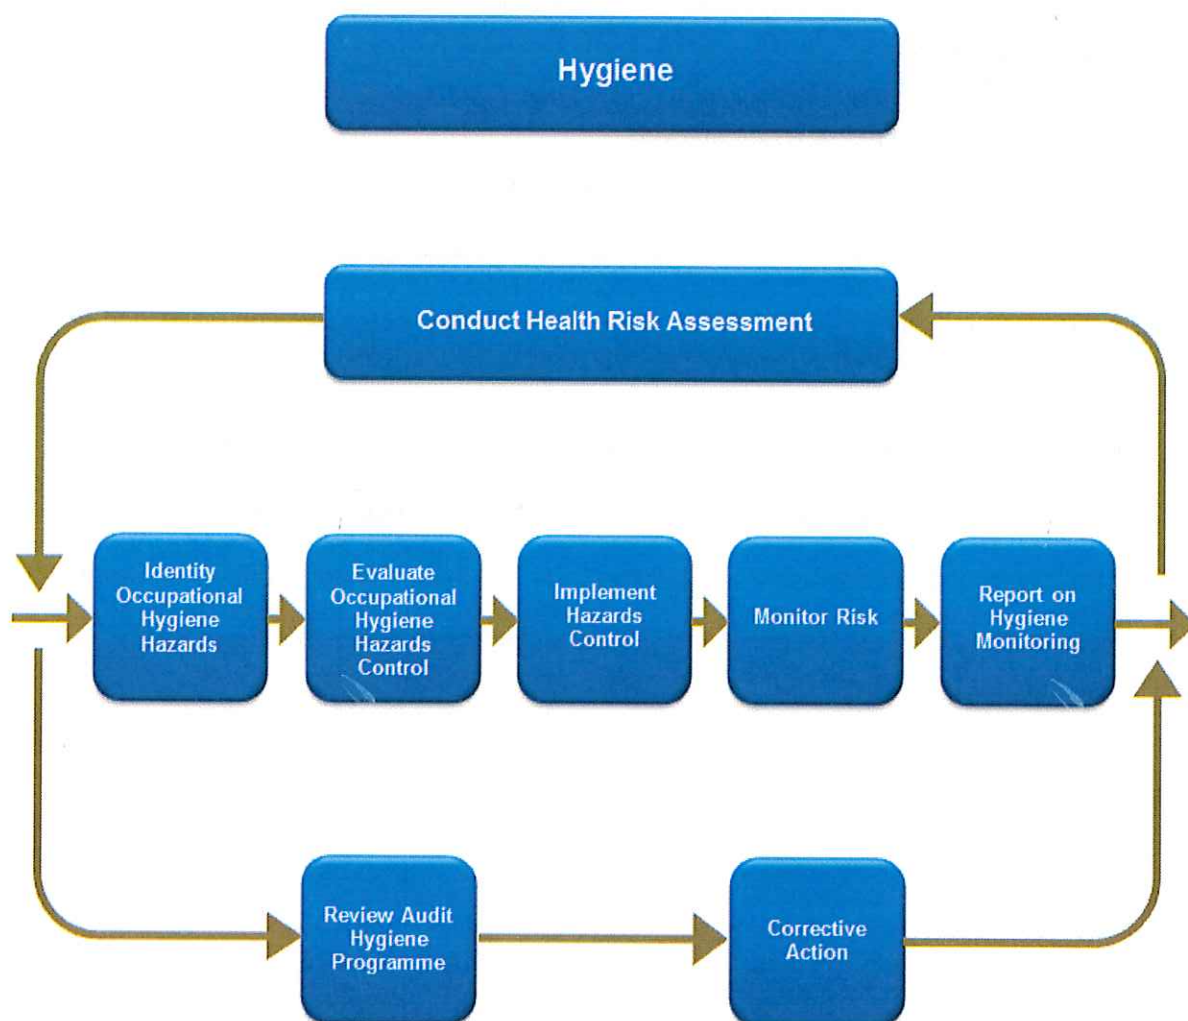 Hygiene
Conduct Health Risk Assessment
Identity
Occupational
Hygiene
Hazards
Evaluate
Occupational
Hygiene
Hazards
Control
Implement
Hazards
Control
Monitor Risk
Report on
Hygiene
Monitoring
Review Audit
Hygiene
Programme
Corrective
Action